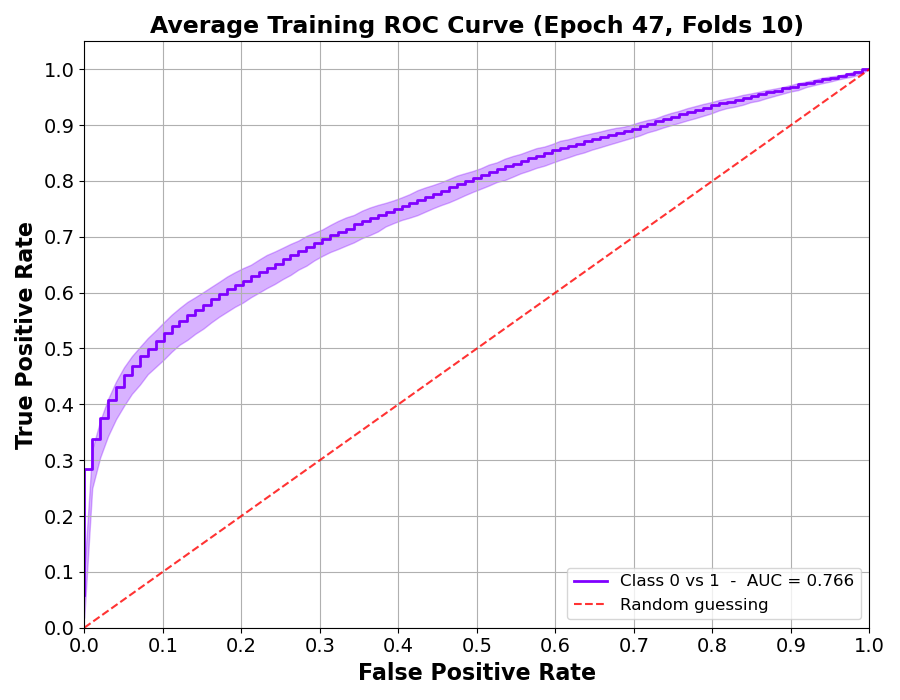 Average Training ROC Curve (Epoch 47, Folds 10)
True Positive Rate
1.0
0.9
0.8
0.7
0.6
0.5
0.4
0.3
0.2
0.1
0.0
Class 0 vs 1 - AUC = 0.766
Random guessing
0.0 0.1 0.2 0.3 0.4 0.5 0.6 0.7 0.8 0.9 1.0
False Positive Rate